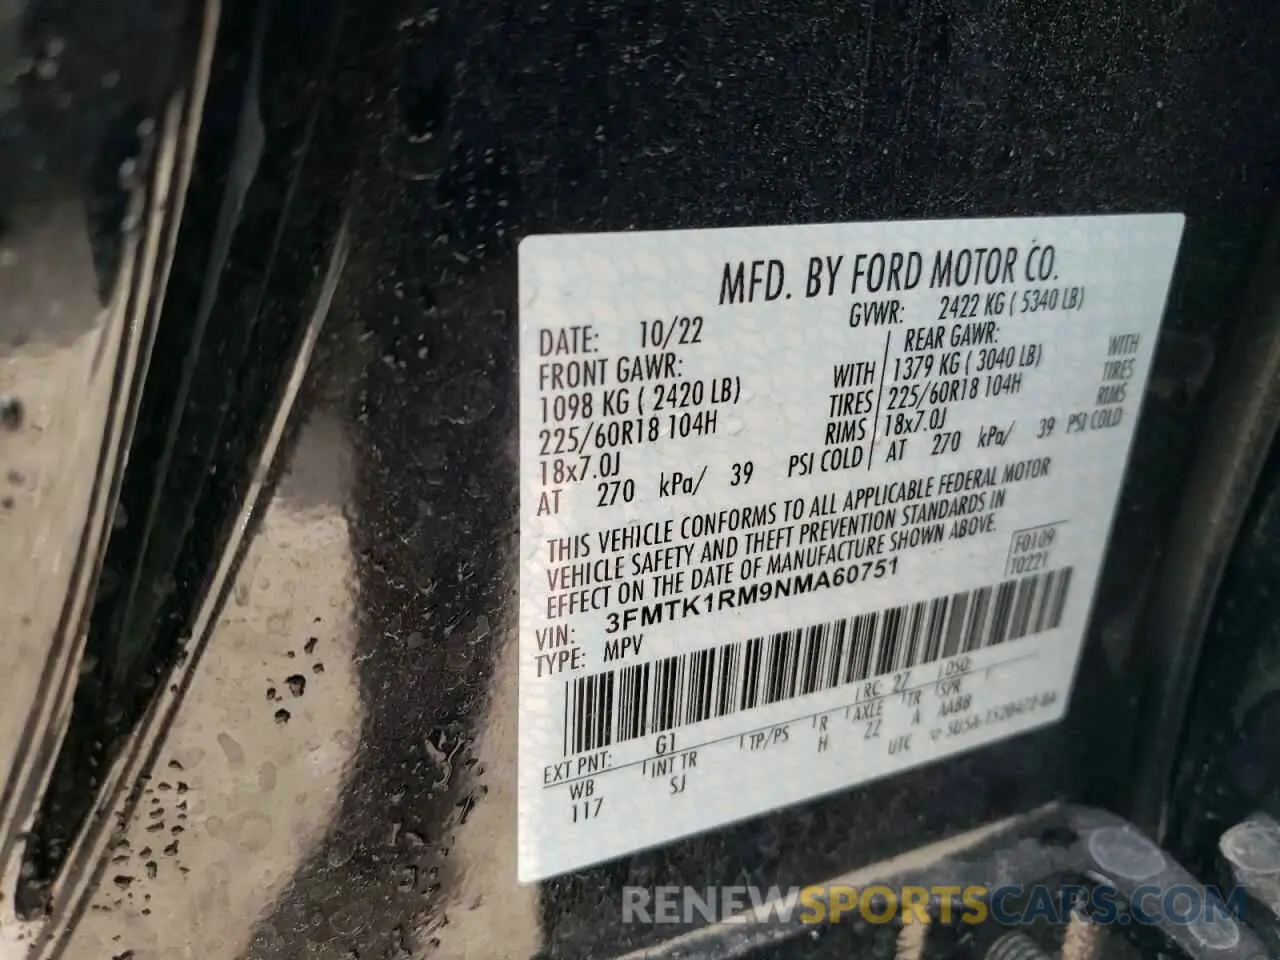 MFD. BY FORD MOTOR CO.
DATE: 10/22 GVWR: 2422 KG ( 5340 LB)
FRONT GAWR: REAR GAWR:
1098 KG ( 2420 LB) WITH 1379 KG ( 3040 LB) WITH
225/60R18 104H TIRES 225/60R18 104H TIRES
18x7.0J RIMS 18x7.0J RIMS
AT 270 kPa/ 39 PSI COLD AT 270 kPa/ 39 PSI COLD
THIS VEHICLE CONFORMS TO ALL APPLICABLE FEDERAL MOTOR
VEHICLE SAFETY AND THEFT PREVENTION STANDARDS IN
EFFECT ON THE DATE OF MANUFACTURE SHOWN ABOVE.
F0109
T0221
VIN: 3FMTK1RM9NMA60751
TYPE: MPV
EXT PNT: G1 RC: 27 DSO:
WB INT TR TP/PS R AXLE TR SPR
117 SJ H ZZ A AABB
UTC
RENEWSPORTSCARS.COM